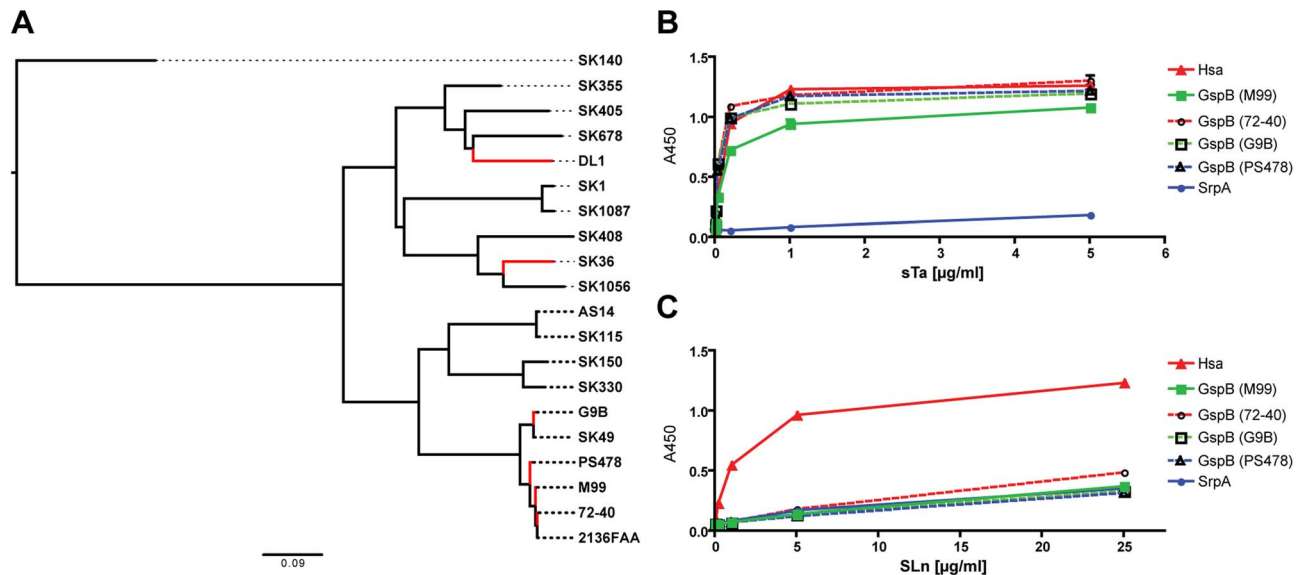 A
SK140
SK355
SK405
SK678
DL1
SK1
SK1087
SK408
SK36
SK1056
AS14
SK115
SK150
SK330
G9B
SK49
PS478
M99
72-40
2136FAA
0.09
B
1.5
1.0
0.5
0.0
A450
0 1 2 3 4 5 6
sTa [µg/ml]
Hsa
GspB (M99)
GspB (72-40)
GspB (G9B)
GspB (PS478)
SrpA
C
1.5
1.0
0.5
0.0
A450
0 5 10 15 20 25
SLn [µg/ml]
Hsa
GspB (M99)
GspB (72-40)
GspB (G9B)
GspB (PS478)
SrpA